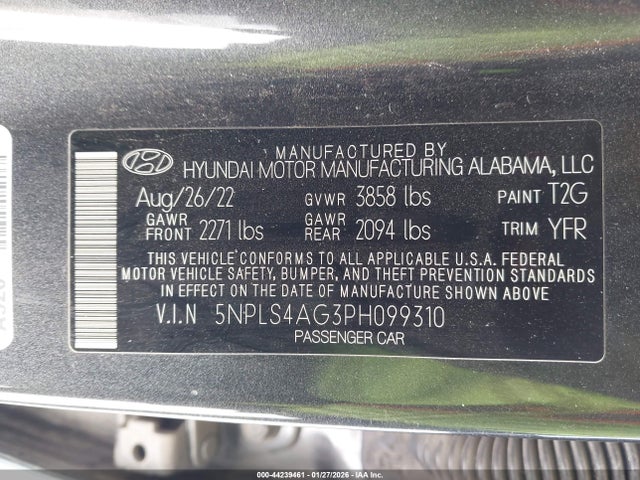 MANUFACTURED BY
HYUNDAI MOTOR MANUFACTURING ALABAMA, LLC
Aug/26/22 GVWR 3858 lbs PAINT T2G
GAWR FRONT 2271 lbs GAWR REAR 2094 lbs TRIM YFR
THIS VEHICLE CONFORMS TO ALL APPLICABLE U.S.A. FEDERAL
MOTOR VEHICLE SAFETY, BUMPER, AND THEFT PREVENTION STANDARDS
IN EFFECT ON THE DATE OF MANUFACTURE SHOWN ABOVE.
V.I.N 5NPLS4AG3PH099310
PASSENGER CAR
000-44239461 - 01/27/2026 - IAAI.COM